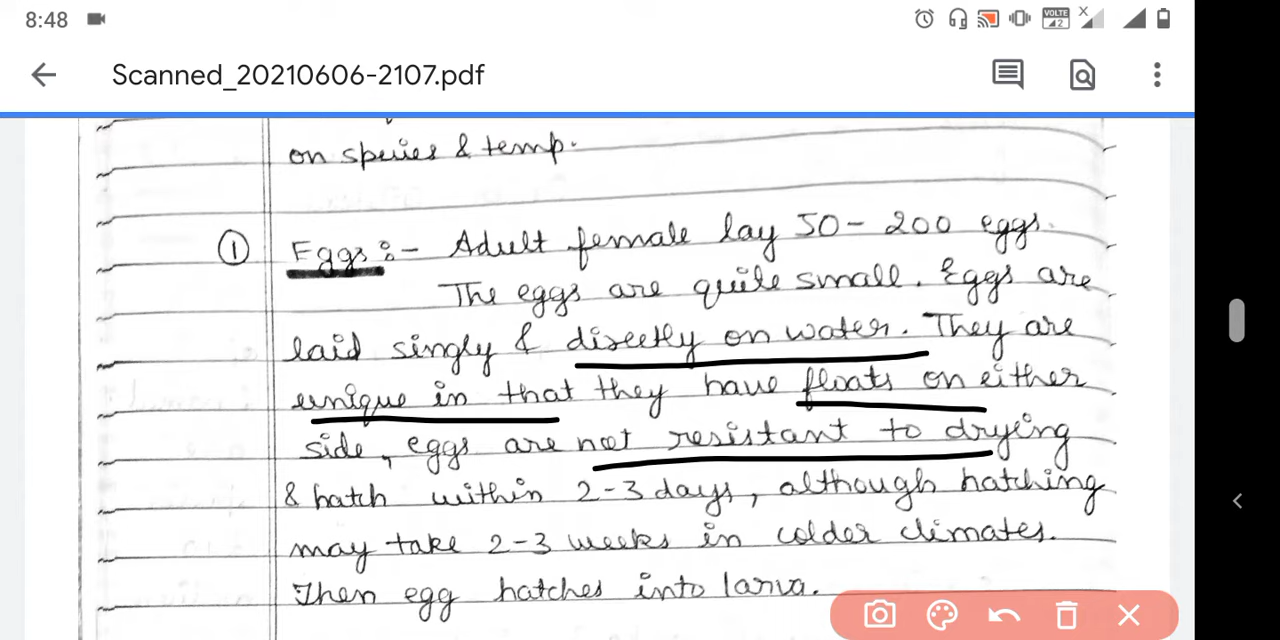 8:48
VOLTE
2
X
Scanned_20210606-2107.pdf
on species & temp.
① Eggs:- Adult female lay 50-200 eggs.
The eggs are quite small. Eggs are
laid singly & directly on water. They are
unique in that they have floats on either
side, eggs are not resistant to drying
& hatch within 2-3 days, although hatching
may take 2-3 weeks in colder climates.
Then egg hatches into larva.